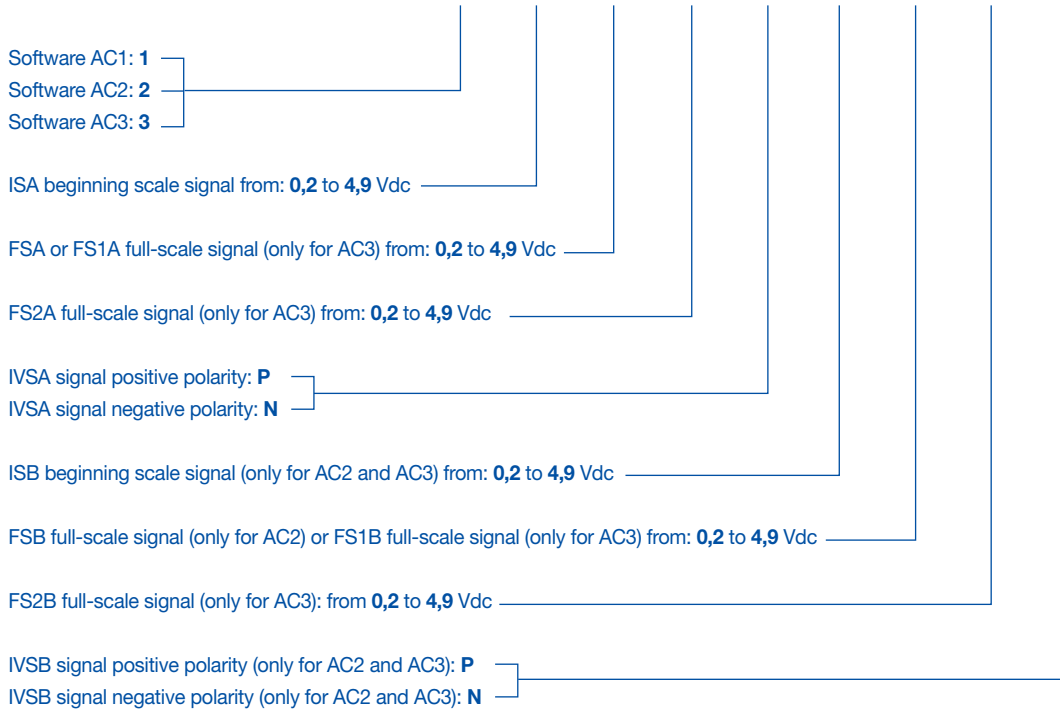 Software AC1: 1
Software AC2: 2
Software AC3: 3
ISA beginning scale signal from: 0,2 to 4,9 Vdc
FSA or FS1A full-scale signal (only for AC3) from: 0,2 to 4,9 Vdc
FS2A full-scale signal (only for AC3) from: 0,2 to 4,9 Vdc
IVSA signal positive polarity: P
IVSA signal negative polarity: N
ISB beginning scale signal (only for AC2 and AC3) from: 0,2 to 4,9 Vdc
FSB full-scale signal (only for AC2) or FS1B full-scale signal (only for AC3) from: 0,2 to 4,9 Vdc
FS2B full-scale signal (only for AC3): from 0,2 to 4,9 Vdc
IVSB signal positive polarity (only for AC2 and AC3): P
IVSB signal negative polarity (only for AC2 and AC3): N